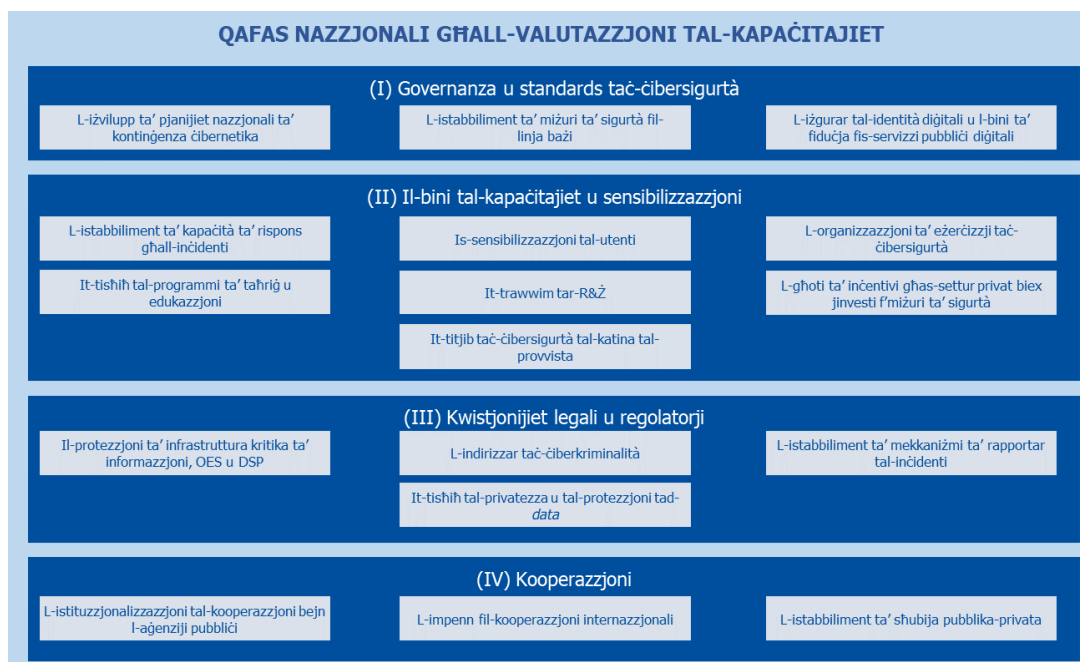 QAFAS NAZZJONALI GĦALL-VALUTAZZJONI TAL-KAPAĊITAJIET
(I) Governanza u standards taċ-ċibersigurtà
L-iżvilupp ta’ pjanijiet nazzjonali ta’
kontinġenza ċibernetika
L-istabbiliment ta’ miżuri ta’ sigurtà fil-
linja bażi
L-iżgurar tal-identità diġitali u l-bini ta’
fiduċja fis-servizzi pubbliċi diġitali
(II) Il-bini tal-kapaċitajiet u sensibilizzazzjoni
L-istabbiliment ta’ kapaċità ta’ rispons
għall-inċidenti
Is-sensibilizzazzjoni tal-utenti
L-organizzazzjoni ta’ eżerċizzji taċ-
ċibersigurtà
It-tisħiħ tal-programmi ta’ taħriġ u
edukazzjoni
It-trawwim tar-R&Ż
L-għoti ta’ inċentivi għas-settur privat biex
jinvesti f’miżuri ta’ sigurtà
It-titjib taċ-ċibersigurtà tal-katina tal-
provvista
(III) Kwistjonijiet legali u regolatorji
Il-protezzjoni ta’ infrastruttura kritika ta’
informazzjoni, OES u DSP
L-indirizzar taċ-ċiberkriminalità
L-istabbiliment ta’ mekkaniżmi ta’ rapportar
tal-inċidenti
It-tisħiħ tal-privatezza u tal-protezzjoni tad-
data
(IV) Kooperazzjoni
L-istituzzjonalizzazzjoni tal-kooperazzjoni bejn
l-aġenziji pubbliċi
L-impenn fil-kooperazzjoni internazzjonali
L-istabbiliment ta’ sħubija pubblika-privata